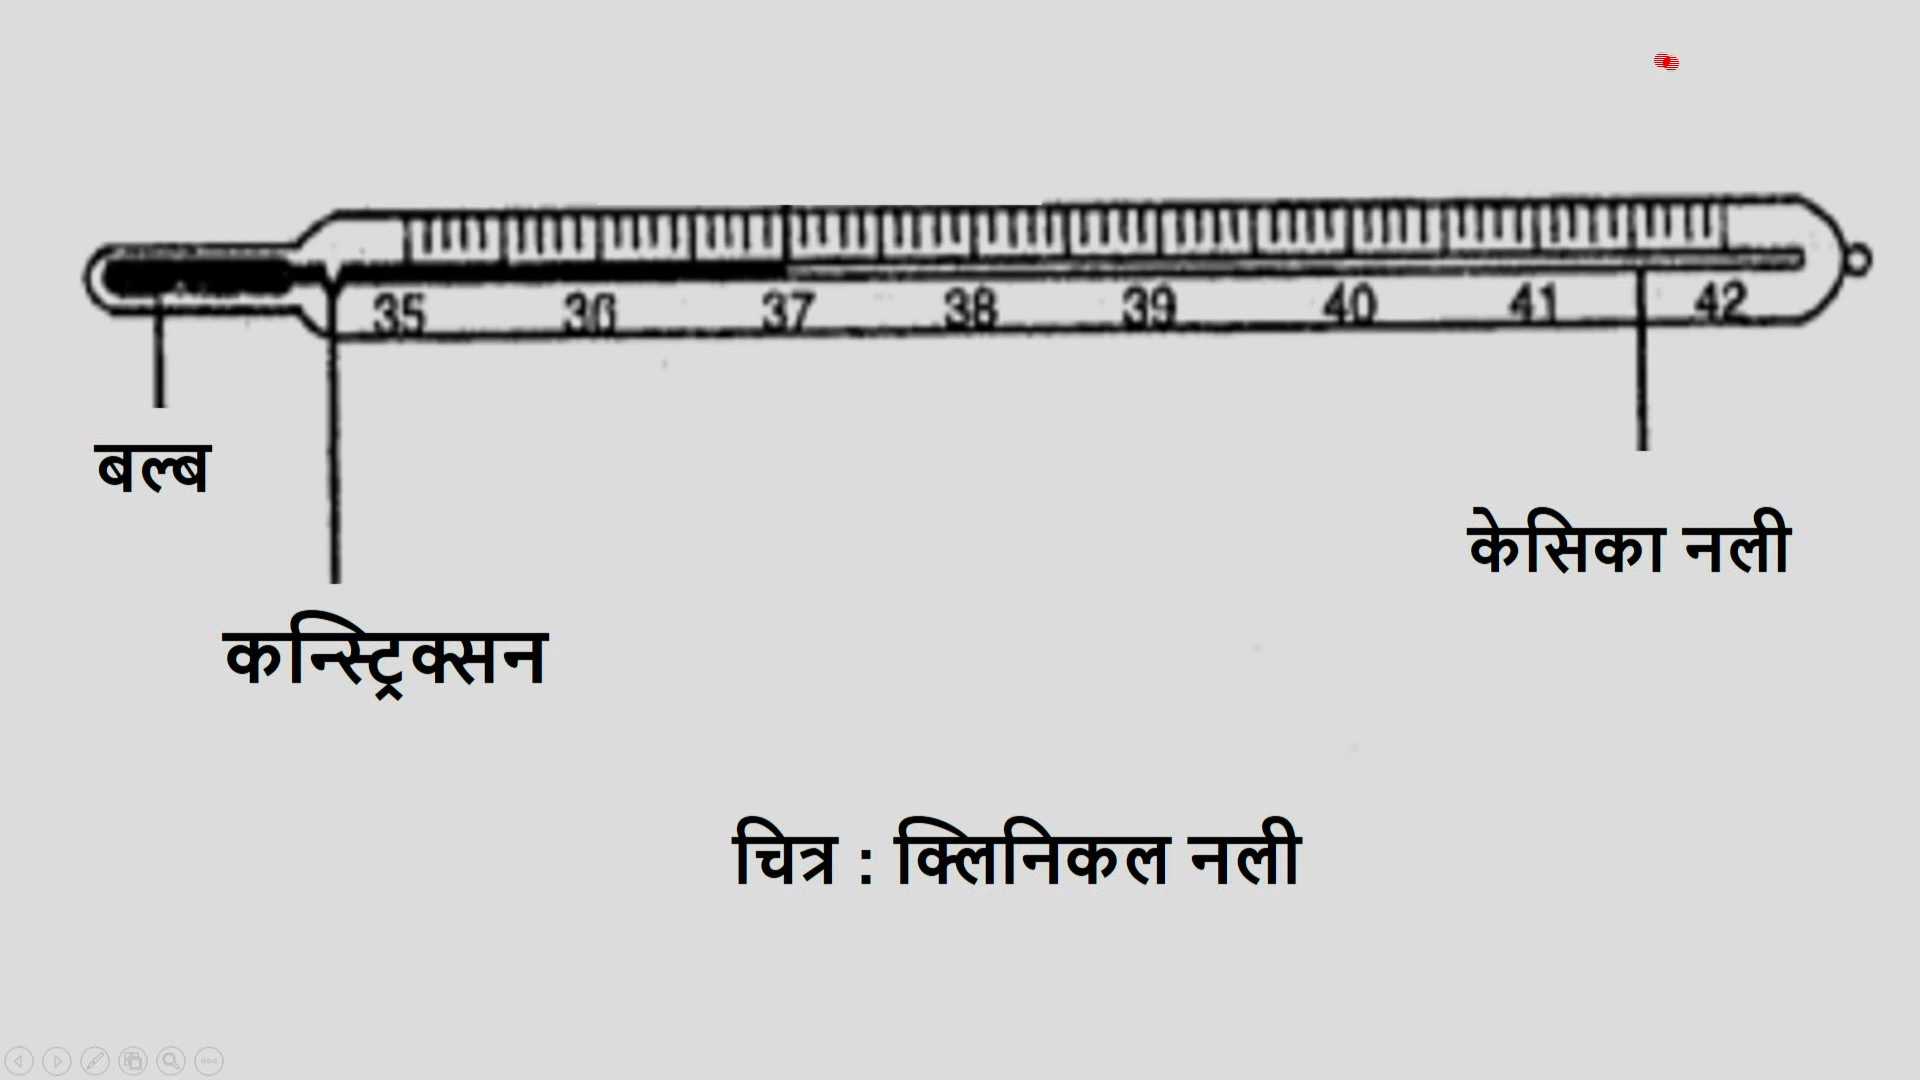 35 36 37 38 39 40 41 42
बल्ब
केसिका नली
कन्स्ट्रिक्सन
चित्र : क्लिनिकल नली